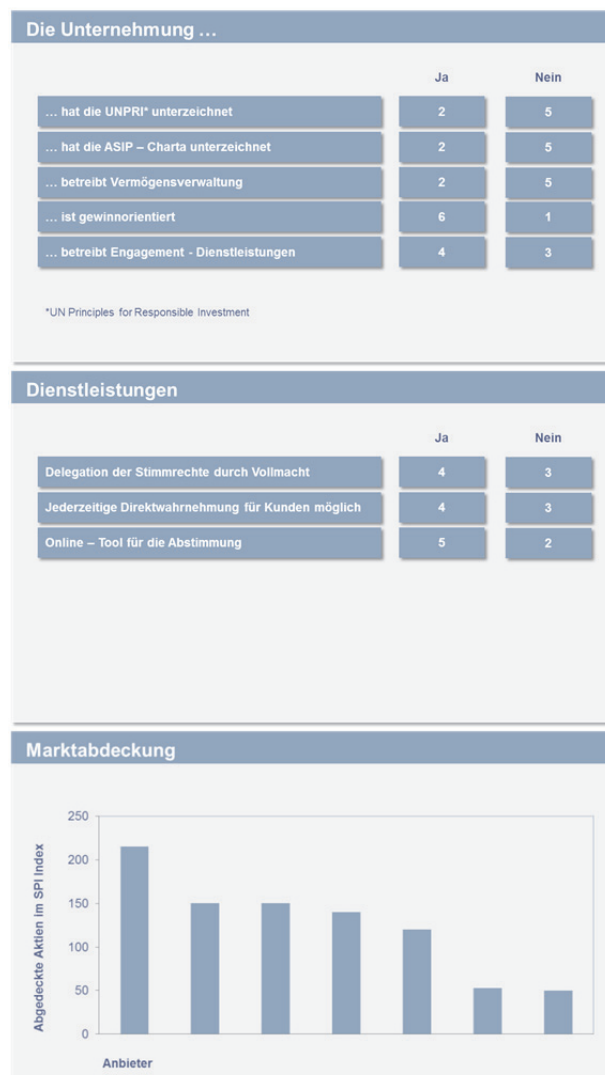 Die Unternehmung …
Ja Nein
… hat die UNPRI* unterzeichnet 2 5
… hat die ASIP – Charta unterzeichnet 2 5
… betreibt Vermögensverwaltung 2 5
… ist gewinnorientiert 6 1
… betreibt Engagement - Dienstleistungen 4 3
*UN Principles for Responsible Investment
Dienstleistungen
Ja Nein
Delegation der Stimmrechte durch Vollmacht 4 3
Jederzeitige Direktwahrnehmung für Kunden möglich 4 3
Online – Tool für die Abstimmung 5 2
Marktabdeckung
Abgedeckte Aktien im SPI Index
250
200
150
100
50
0
Anbieter